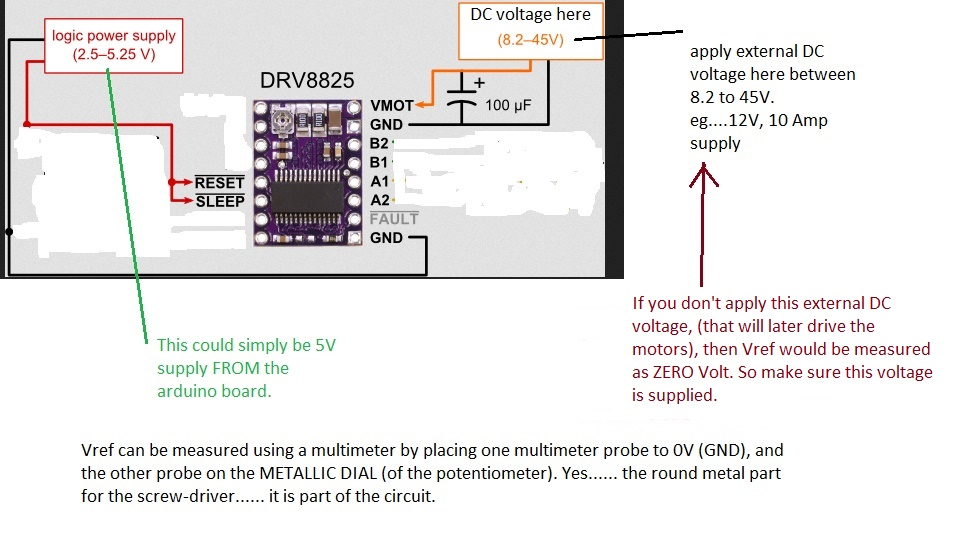 logic power supply
(2.5–5.25 V)
DC voltage here
(8.2–45V)
apply external DC
voltage here between
8.2 to 45V.
eg....12V, 10 Amp
supply
DRV8825
VMOT
GND
B2
B1
A1
A2
FAULT
GND
100 µF
RESET
SLEEP
This could simply be 5V
supply FROM the
arduino board.
If you don't apply this external DC
voltage, (that will later drive the
motors), then Vref would be measured
as ZERO Volt. So make sure this voltage
is supplied.
Vref can be measured using a multimeter by placing one multimeter probe to 0V (GND), and
the other probe on the METALLIC DIAL (of the potentiometer). Yes...... the round metal part
for the screw-driver...... it is part of the circuit.